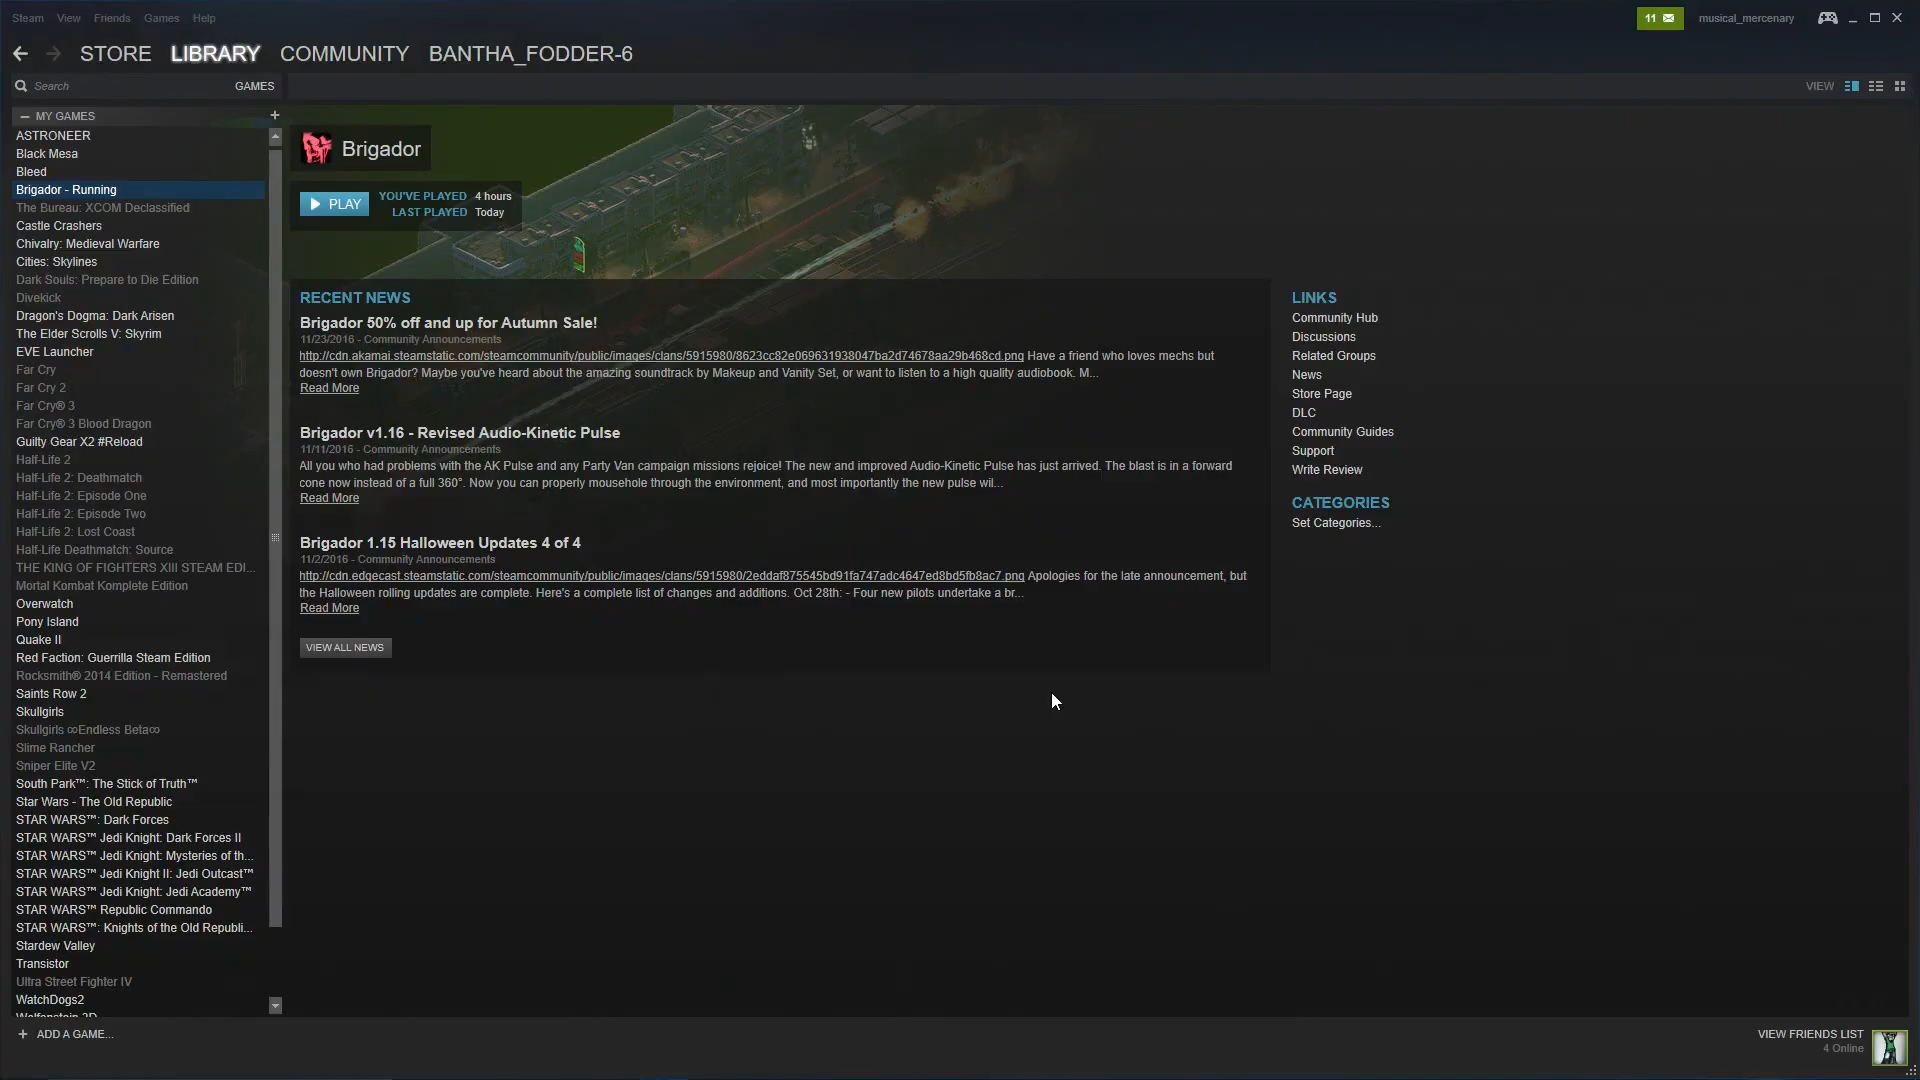 Steam View Friends Games Help
11 musical_mercenary
STORE LIBRARY COMMUNITY BANTHA_FODDER-6
Search GAMES VIEW
MY GAMES
ASTRONEER
Black Mesa
Bleed
Brigador - Running
The Bureau: XCOM Declassified
Castle Crashers
Chivalry: Medieval Warfare
Cities: Skylines
Dark Souls: Prepare to Die Edition
Divekick
Dragon's Dogma: Dark Arisen
The Elder Scrolls V: Skyrim
EVE Launcher
Far Cry
Far Cry 2
Far Cry® 3
Far Cry® 3 Blood Dragon
Guilty Gear X2 #Reload
Half-Life 2
Half-Life 2: Deathmatch
Half-Life 2: Episode One
Half-Life 2: Episode Two
Half-Life 2: Lost Coast
Half-Life Deathmatch: Source
THE KING OF FIGHTERS XIII STEAM EDI...
Mortal Kombat Komplete Edition
Overwatch
Pony Island
Quake II
Red Faction: Guerrilla Steam Edition
Rocksmith® 2014 Edition - Remastered
Saints Row 2
Skullgirls
Skullgirls ∞Endless Beta∞
Slime Rancher
Sniper Elite V2
South Park™: The Stick of Truth™
Star Wars - The Old Republic
STAR WARS™: Dark Forces
STAR WARS™ Jedi Knight: Dark Forces II
STAR WARS™ Jedi Knight: Mysteries of th...
STAR WARS™ Jedi Knight II: Jedi Outcast™
STAR WARS™ Jedi Knight: Jedi Academy™
STAR WARS™ Republic Commando
STAR WARS™: Knights of the Old Republi...
Stardew Valley
Transistor
Ultra Street Fighter IV
WatchDogs2
Wolfenstein 3D
ADD A GAME...
Brigador
PLAY
YOU'VE PLAYED 4 hours
LAST PLAYED Today
RECENT NEWS
Brigador 50% off and up for Autumn Sale!
11/23/2016 - Community Announcements
http://cdn.akamai.steamstatic.com/steamcommunity/public/images/clans/5915980/8623cc82e069631938047ba2d74678aa29b468cd.png Have a friend who loves mechs but
doesn't own Brigador? Maybe you've heard about the amazing soundtrack by Makeup and Vanity Set, or want to listen to a high quality audiobook. M...
Read More
Brigador v1.16 - Revised Audio-Kinetic Pulse
11/11/2016 - Community Announcements
All you who had problems with the AK Pulse and any Party Van campaign missions rejoice! The new and improved Audio-Kinetic Pulse has just arrived. The blast is in a forward
cone now instead of a full 360°. Now you can properly mousehole through the environment, and most importantly the new pulse wil...
Read More
Brigador 1.15 Halloween Updates 4 of 4
11/2/2016 - Community Announcements
http://cdn.edgecast.steamstatic.com/steamcommunity/public/images/clans/5915980/2eddaf875545bd91fa747adc4647ed8bd5fb8ac7.png Apologies for the late announcement, but
the Halloween rolling updates are complete. Here's a complete list of changes and additions. Oct 28th: - Four new pilots undertake a br...
Read More
VIEW ALL NEWS
LINKS
Community Hub
Discussions
Related Groups
News
Store Page
DLC
Community Guides
Support
Write Review
CATEGORIES
Set Categories...
VIEW FRIENDS LIST
4 Online